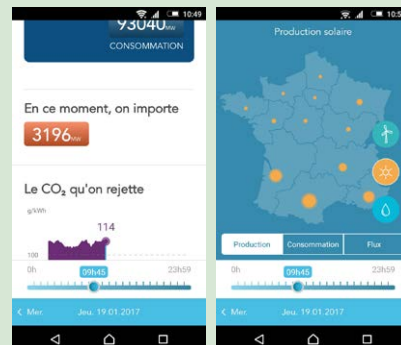 10:49
93040MW
CONSOMMATION
En ce moment, on importe
3196MW
Le CO₂ qu'on rejette
g/kWh
114
100
0h
09h45
23h59
< Mer.
Jeu. 19.01.2017
Production solaire
Production
Consommation
Flux
0h
09h45
23h59
< Mer.
Jeu. 19.01.2017